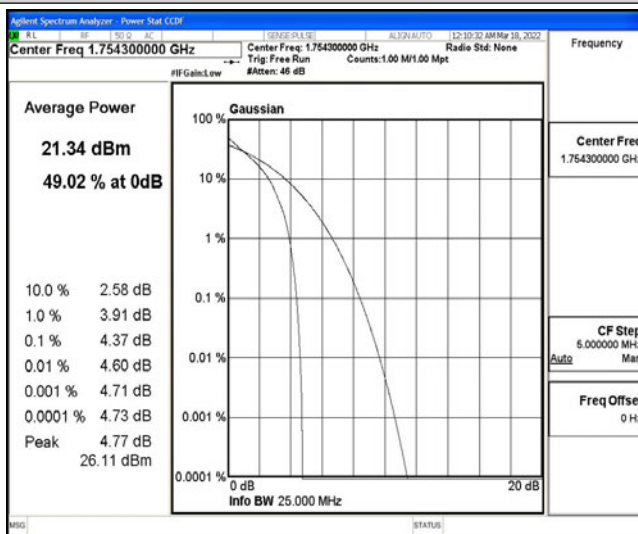 Agilent Spectrum Analyzer - Power Stat CCDF
RL RF 50 Ω AC SENSE:PULSE ALIGN AUTO 12:10:32 AM Mar 18, 2022
Center Freq 1.754300000 GHz
Center Freq: 1.754300000 GHz Radio Std: None
Trig: Free Run Counts:1.00 M/1.00 Mpt
#IFGain:Low #Atten: 46 dB
Frequency
Average Power
21.34 dBm
49.02 % at 0dB
10.0 % 2.58 dB
1.0 % 3.91 dB
0.1 % 4.37 dB
0.01 % 4.60 dB
0.001 % 4.71 dB
0.0001 % 4.73 dB
Peak 4.77 dB
26.11 dBm
Gaussian
100 %
10 %
1 %
0.1 %
0.01 %
0.001 %
0.0001 %
0 dB 20 dB
Info BW 25.000 MHz
Center Freq
1.754300000 GHz
CF Step
5.000000 MHz
Auto Man
Freq Offset
0 Hz
MSG STATUS